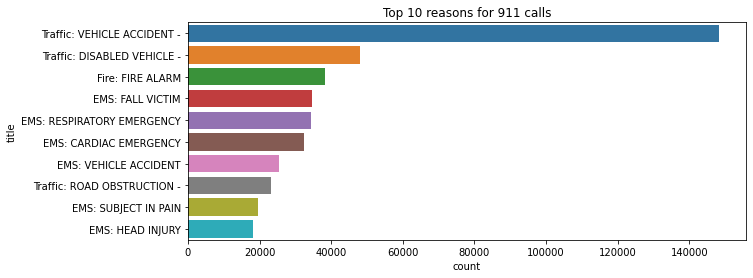 Top 10 reasons for 911 calls
title
Traffic: VEHICLE ACCIDENT -
Traffic: DISABLED VEHICLE -
Fire: FIRE ALARM
EMS: FALL VICTIM
EMS: RESPIRATORY EMERGENCY
EMS: CARDIAC EMERGENCY
EMS: VEHICLE ACCIDENT
Traffic: ROAD OBSTRUCTION -
EMS: SUBJECT IN PAIN
EMS: HEAD INJURY
0 20000 40000 60000 80000 100000 120000 140000
count